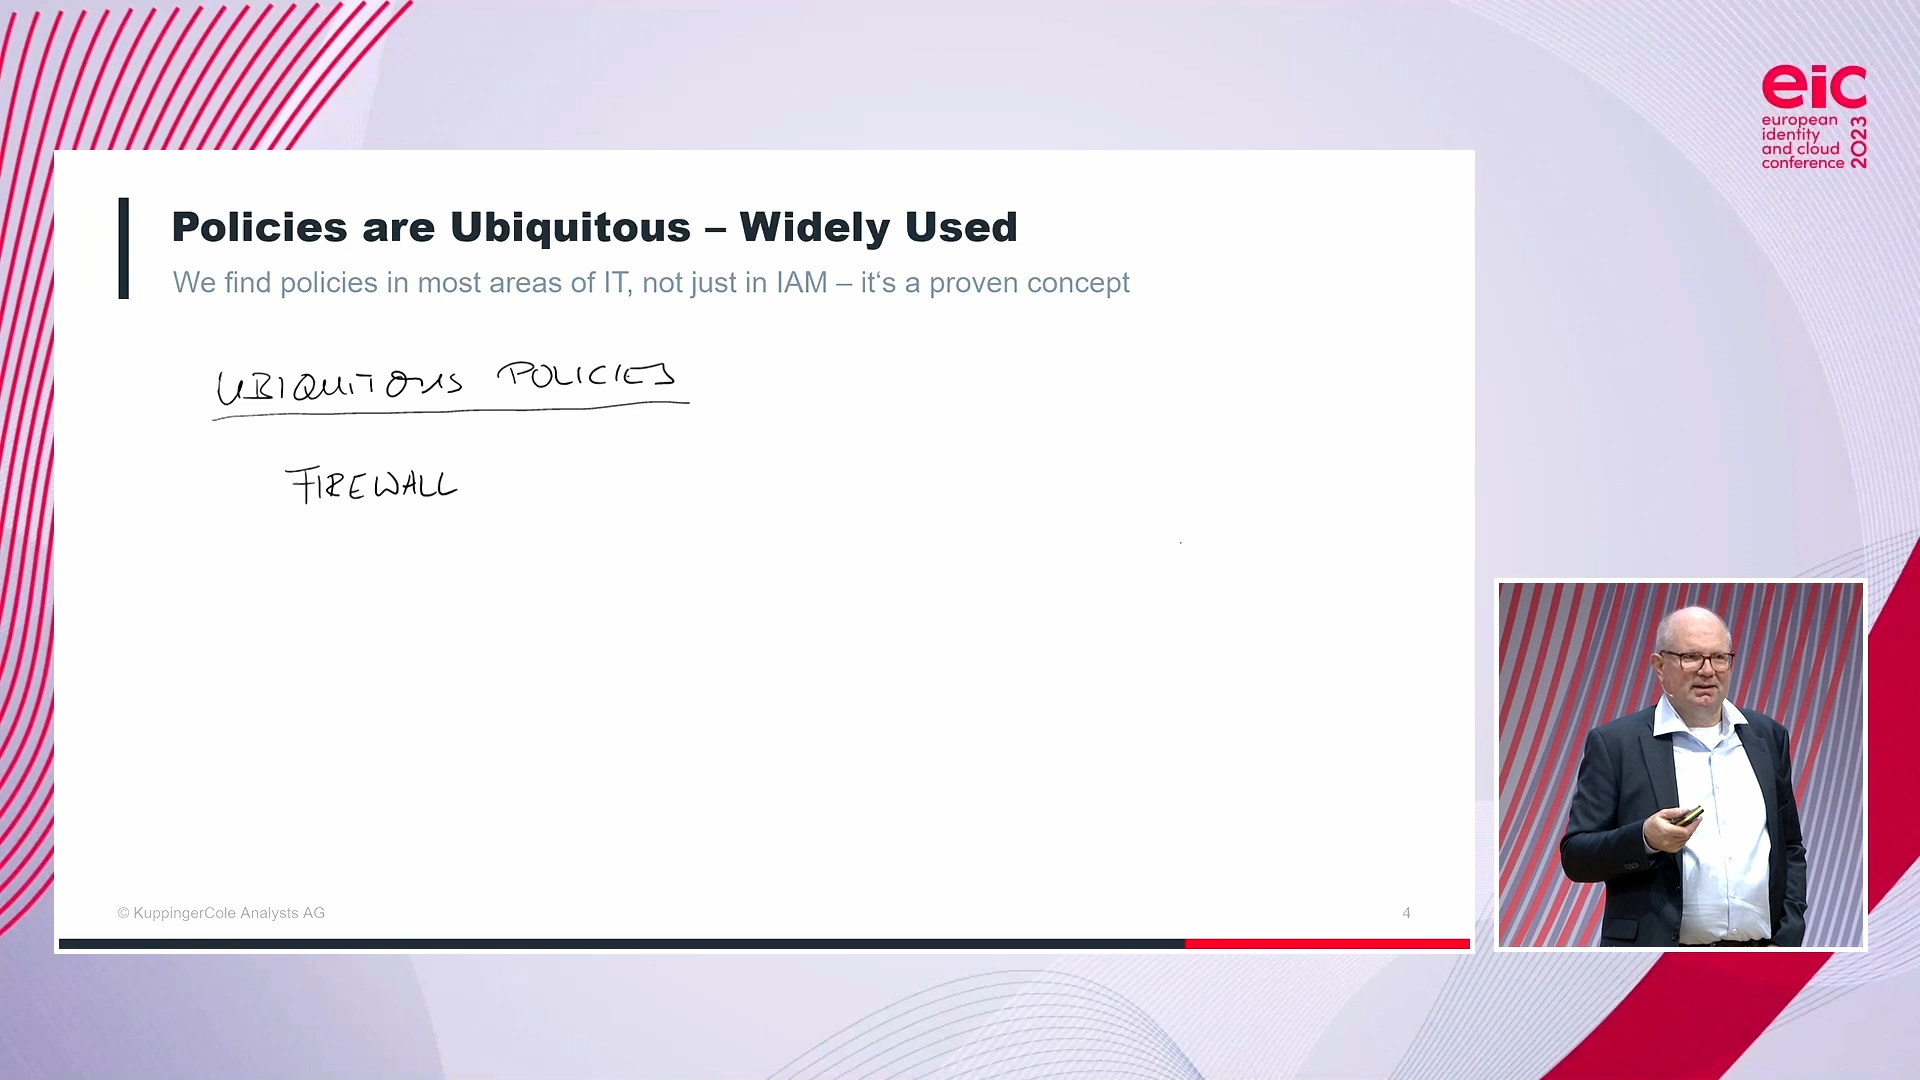 eic
european
identity
and cloud
conference
2023
Policies are Ubiquitous – Widely Used
We find policies in most areas of IT, not just in IAM – it‘s a proven concept
UBIQUITOUS POLICIES
FIREWALL
© KuppingerCole Analysts AG
4